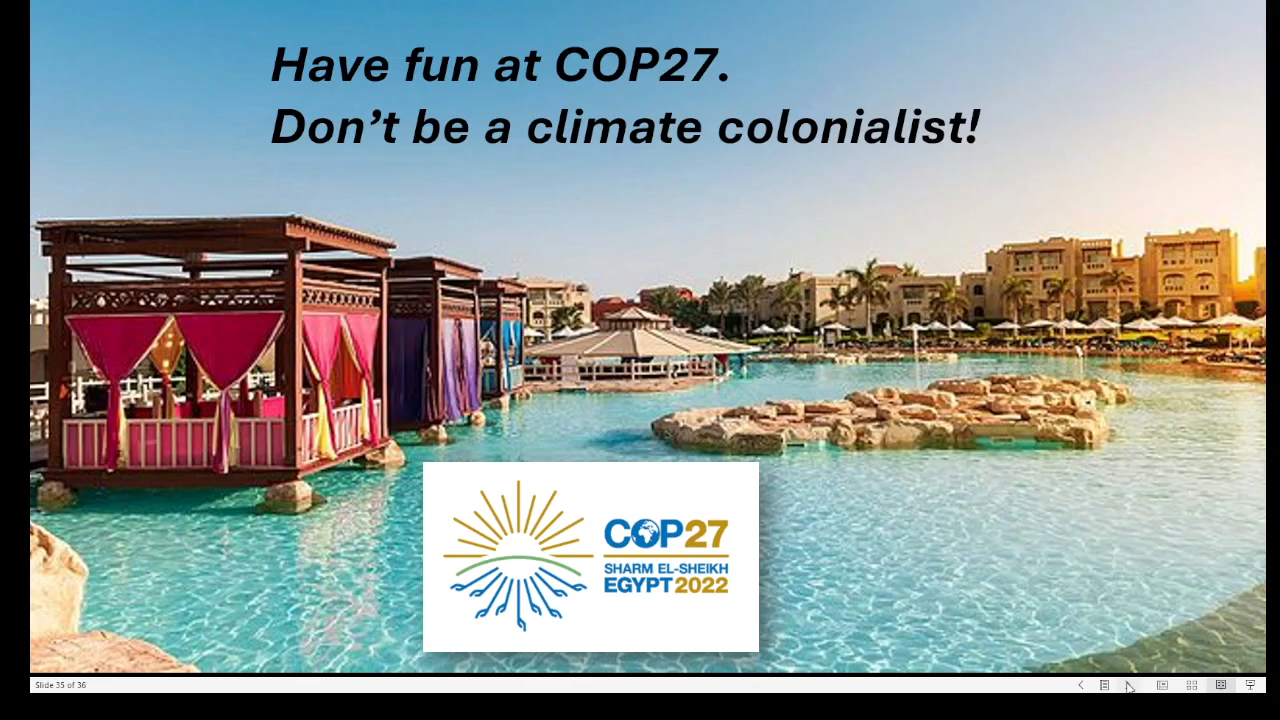 Have fun at COP27.
Don’t be a climate colonialist!
COP27
SHARM EL-SHEIKH
EGYPT 2022
Slide 35 of 36